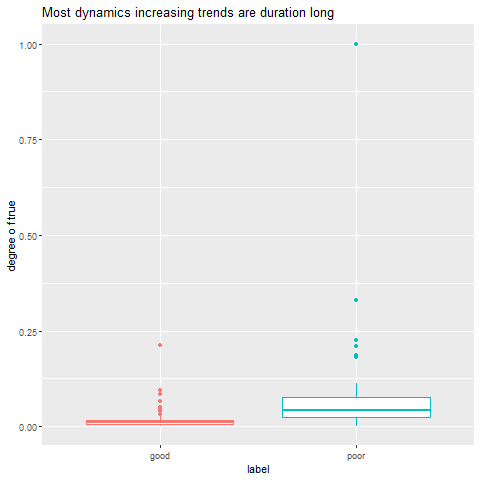 Most dynamics increasing trends are duration long
degree o ftrue
1.00
0.75
0.50
0.25
0.00
good
poor
label